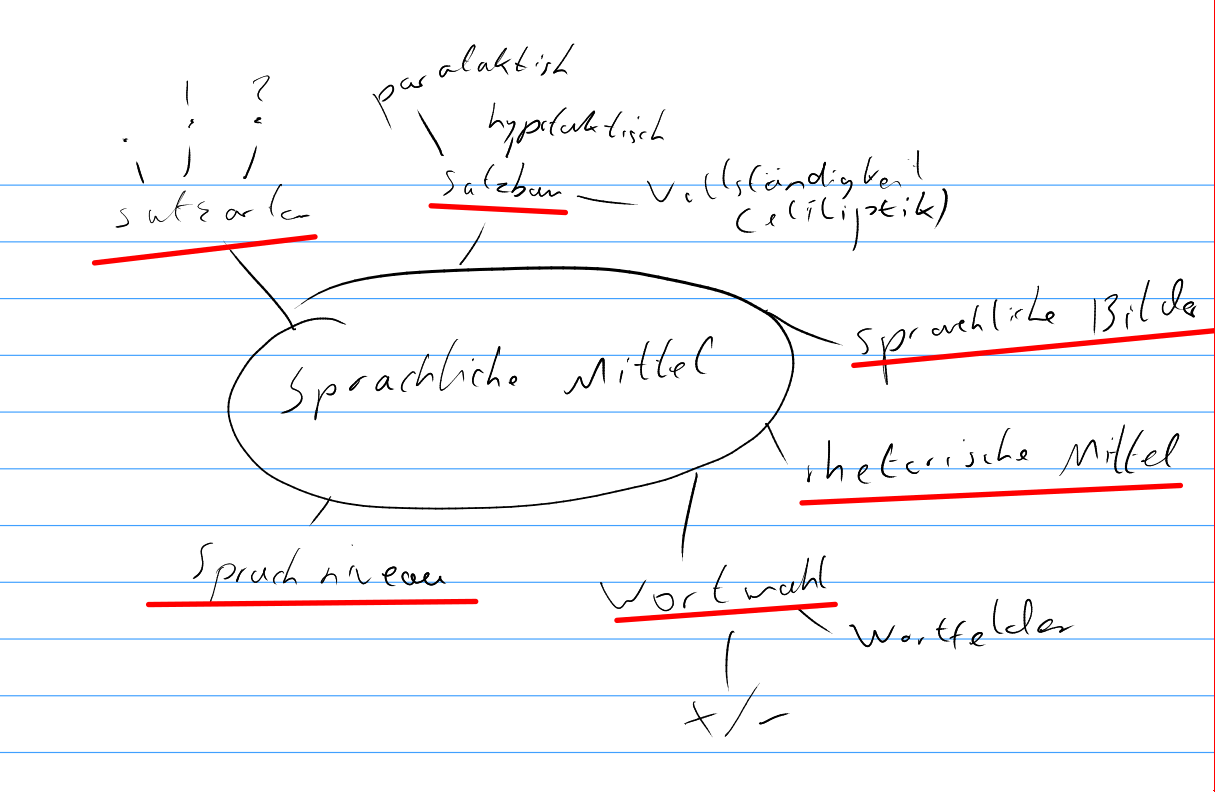 paralaktisch
. ! ?
hypotaktisch
Satzbau
Vollständigkeit
(Elliptik)
Satzarten
sprachliche Bilder
Sprachliche Mittel
rhetorische Mittel
Sprachniveau
Wortwahl
Wortfelder
+/-